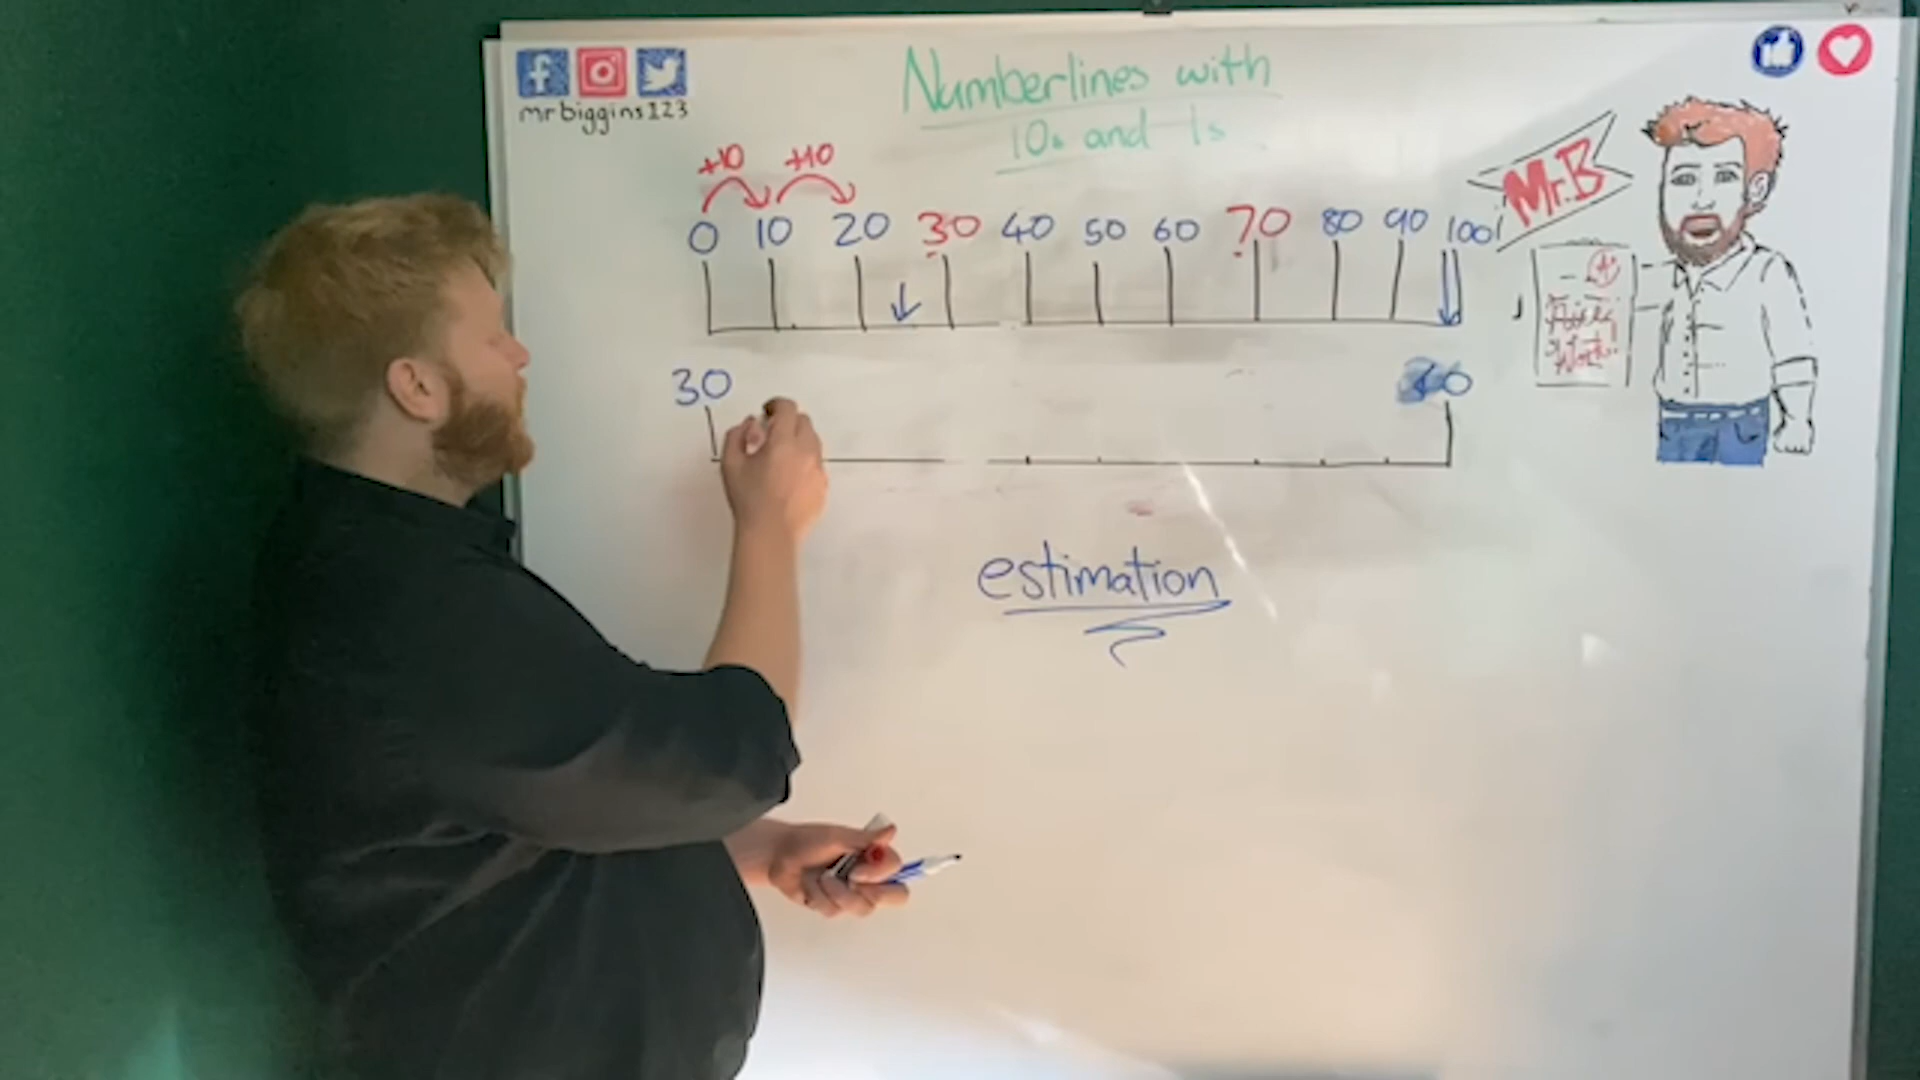 mrbiggins123
Numberlines with
10s and 1s
+10 +10
0 10 20 30 40 50 60 70 80 90 100
Mr.B
A+
Work!
30
estimation